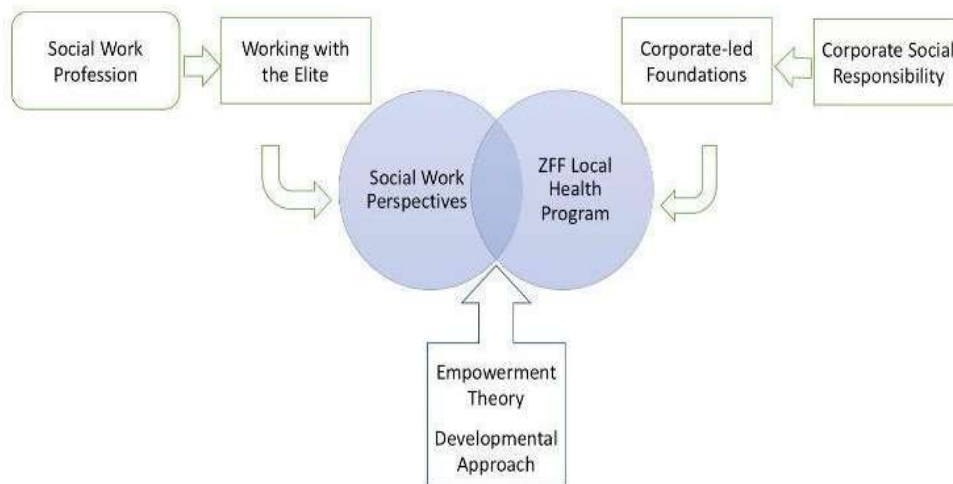 Social Work
Profession
Working with
the Elite
Corporate-led
Foundations
Corporate Social
Responsibility
Social Work
Perspectives
ZFF Local
Health
Program
Empowerment
Theory
Developmental
Approach